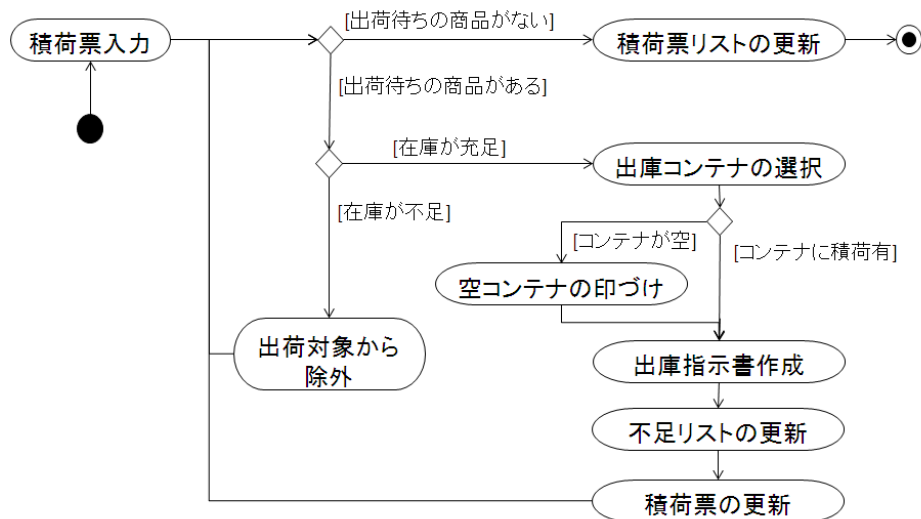 [出荷待ちの商品がない]
積荷票入力
積荷票リストの更新
[出荷待ちの商品がある]
[在庫が充足]
出庫コンテナの選択
[在庫が不足]
[コンテナが空]
[コンテナに積荷有]
空コンテナの印づけ
出荷対象から
除外
出庫指示書作成
不足リストの更新
積荷票の更新